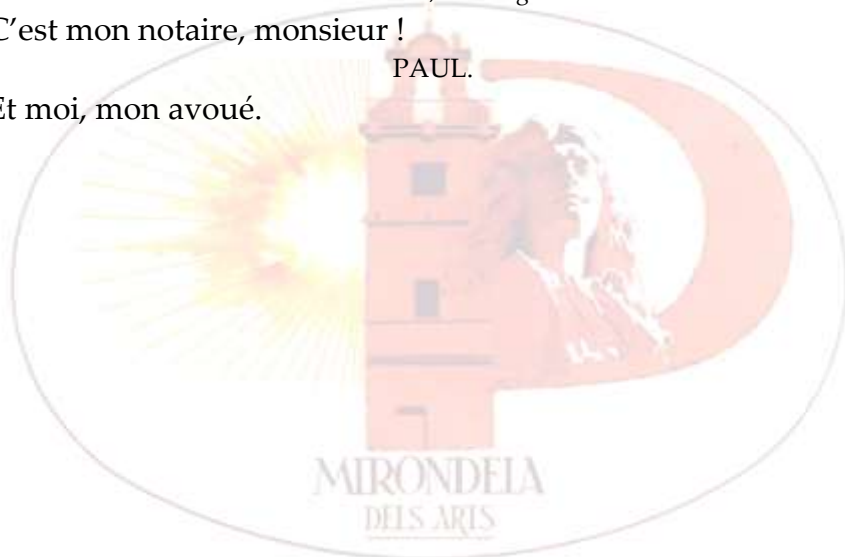 C’est mon notaire, monsieur !
PAUL.
Et moi, mon avoué.
MIRONDELA
DELS ARTS